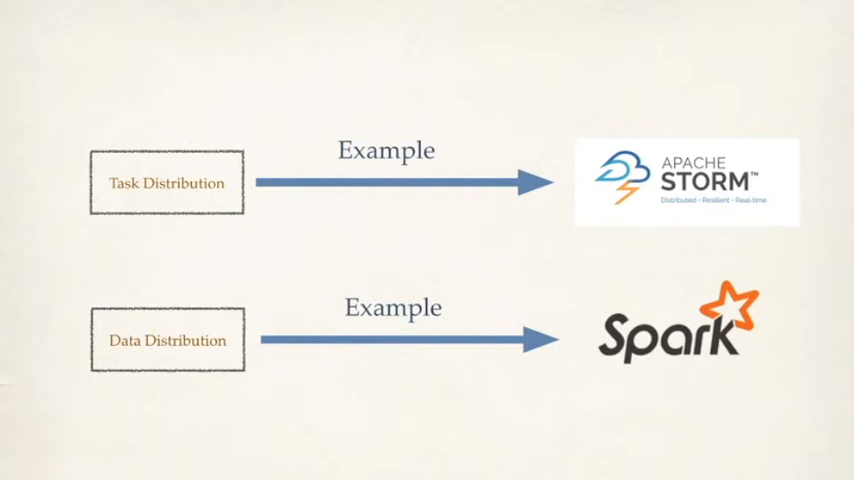 Example
Task Distribution
APACHE
STORM™
Distributed • Resilient • Real-time
Example
Data Distribution
Spark